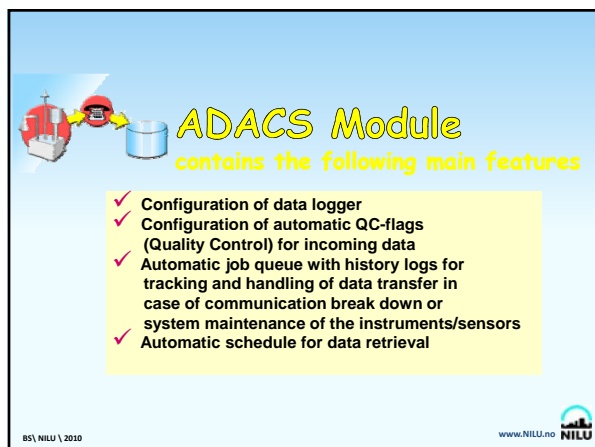 ADACS Module
contains the following main features
Configuration of data logger
Configuration of automatic QC-flags
(Quality Control) for incoming data
Automatic job queue with history logs for
tracking and handling of data transfer in
case of communication break down or
system maintenance of the instruments/sensors
Automatic schedule for data retrieval
BS\ NILU \ 2010
www.NILU.no
NILU